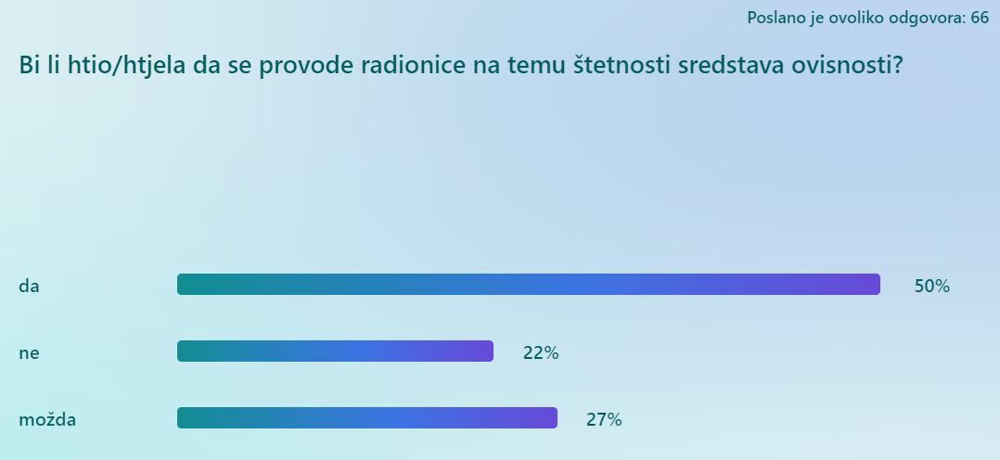 Poslano je ovoliko odgovora: 66
Bi li htio/htjela da se provode radionice na temu štetnosti sredstava ovisnosti?
da 50%
ne 22%
možda 27%